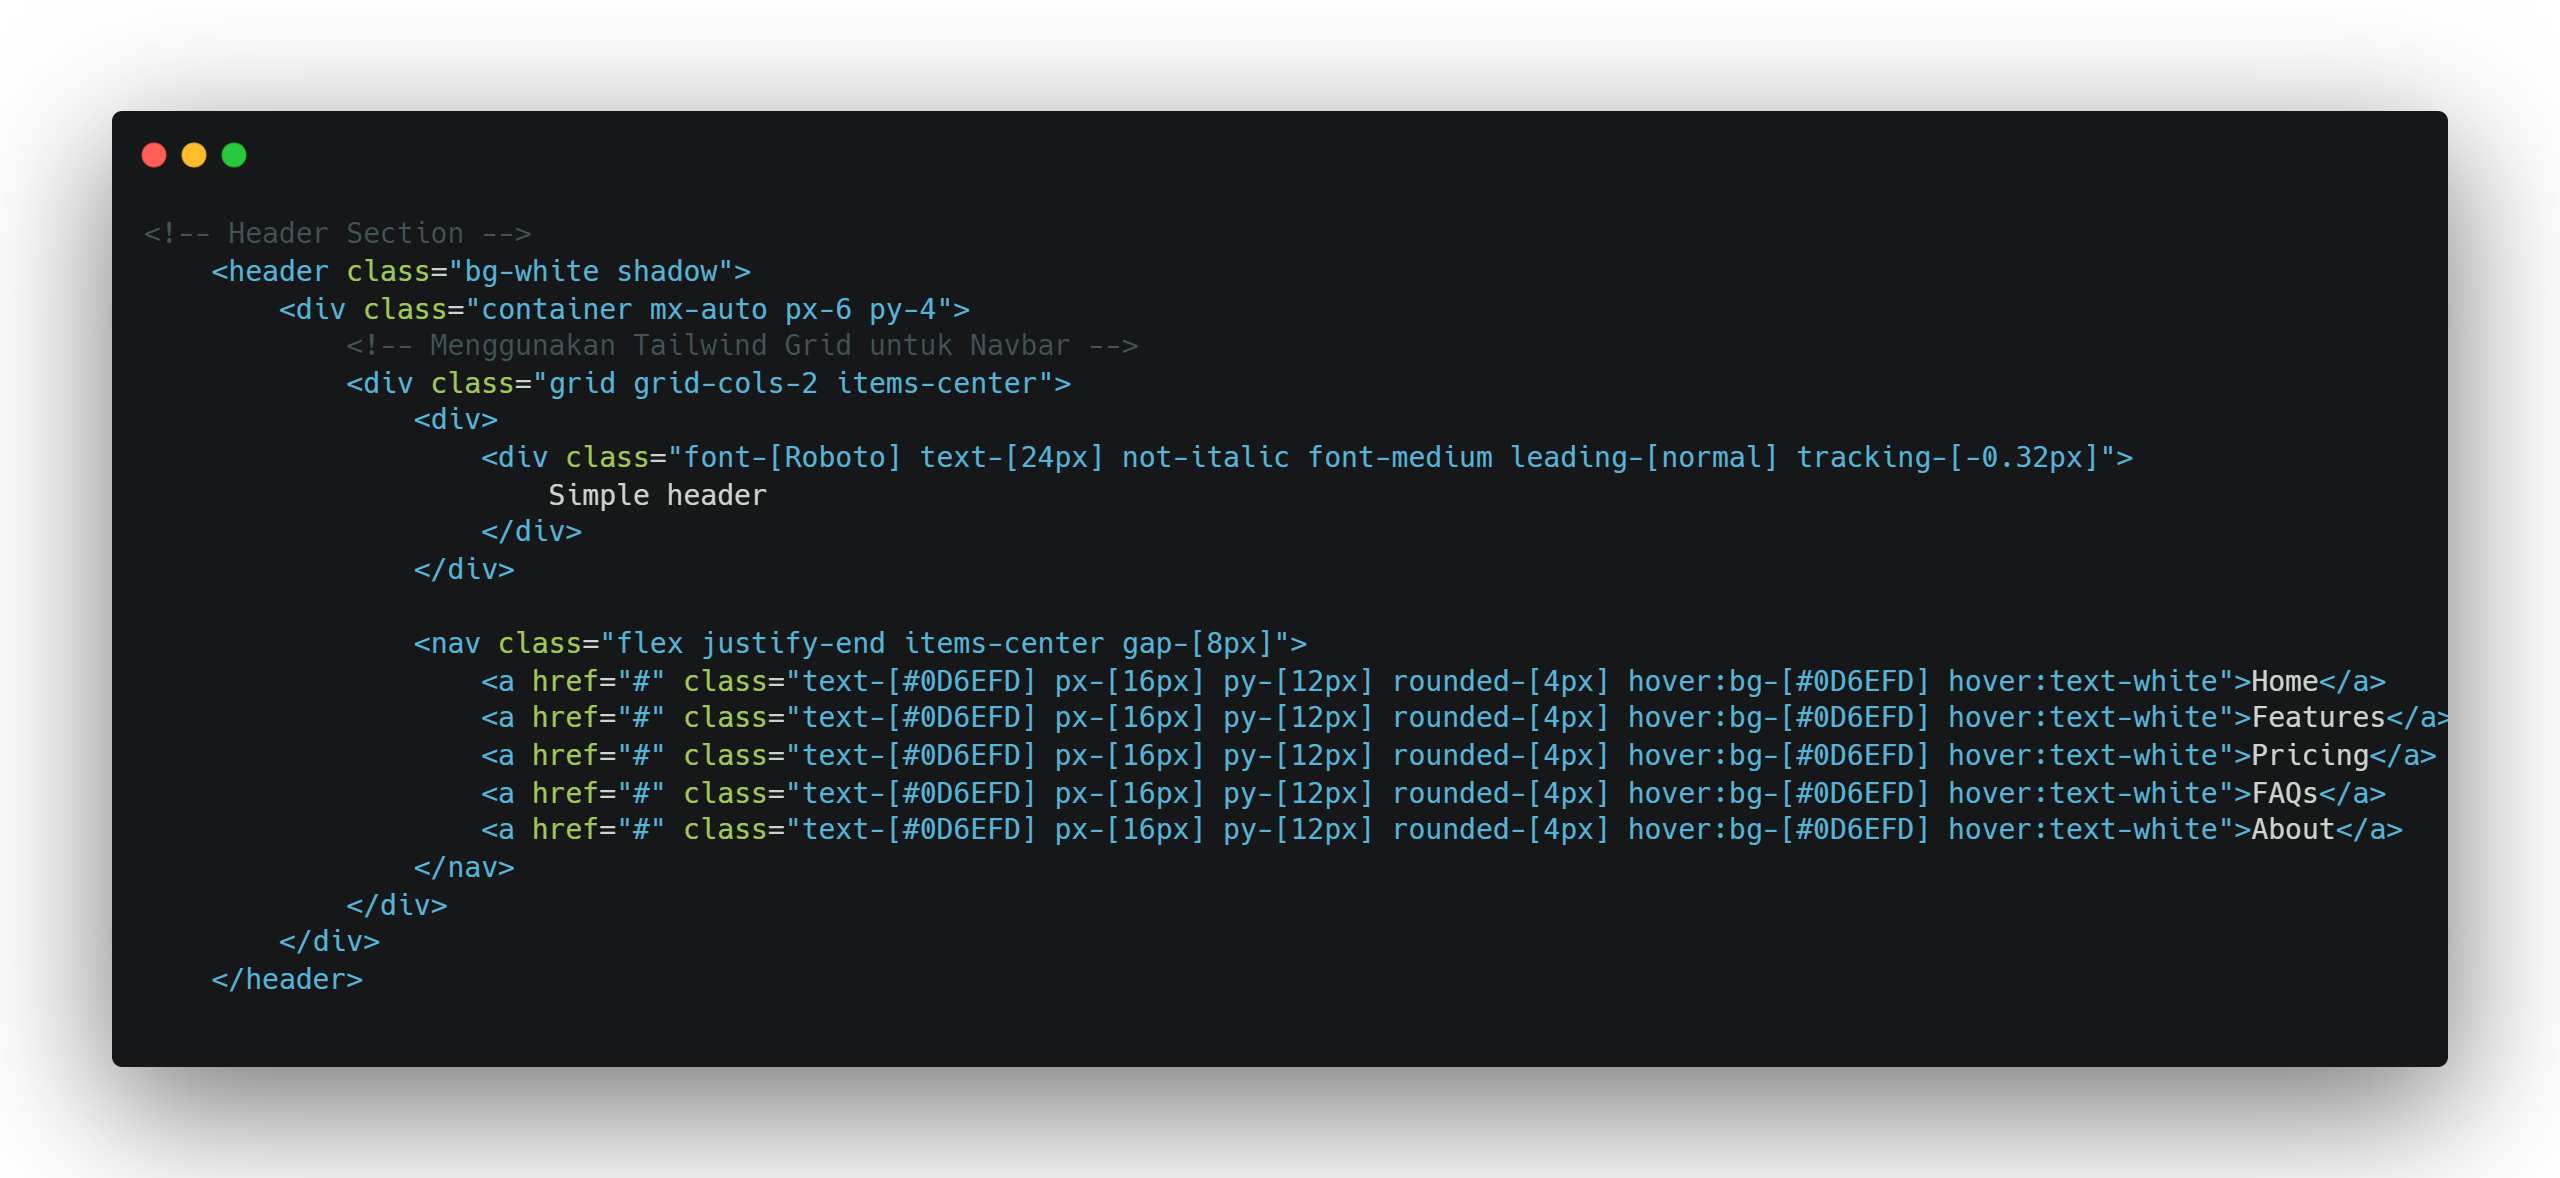 <!-- Header Section -->
    <header class="bg-white shadow">
        <div class="container mx-auto px-6 py-4">
            <!-- Menggunakan Tailwind Grid untuk Navbar -->
            <div class="grid grid-cols-2 items-center">
                <div>
                    <div class="font-[Roboto] text-[24px] not-italic font-medium leading-[normal] tracking-[-0.32px]">
                        Simple header
                    </div>
                </div>

                <nav class="flex justify-end items-center gap-[8px]">
                    <a href="#" class="text-[#0D6EFD] px-[16px] py-[12px] rounded-[4px] hover:bg-[#0D6EFD] hover:text-white">Home</a>
                    <a href="#" class="text-[#0D6EFD] px-[16px] py-[12px] rounded-[4px] hover:bg-[#0D6EFD] hover:text-white">Features</a>
                    <a href="#" class="text-[#0D6EFD] px-[16px] py-[12px] rounded-[4px] hover:bg-[#0D6EFD] hover:text-white">Pricing</a>
                    <a href="#" class="text-[#0D6EFD] px-[16px] py-[12px] rounded-[4px] hover:bg-[#0D6EFD] hover:text-white">FAQs</a>
                    <a href="#" class="text-[#0D6EFD] px-[16px] py-[12px] rounded-[4px] hover:bg-[#0D6EFD] hover:text-white">About</a>
                </nav>
            </div>
        </div>
    </header>